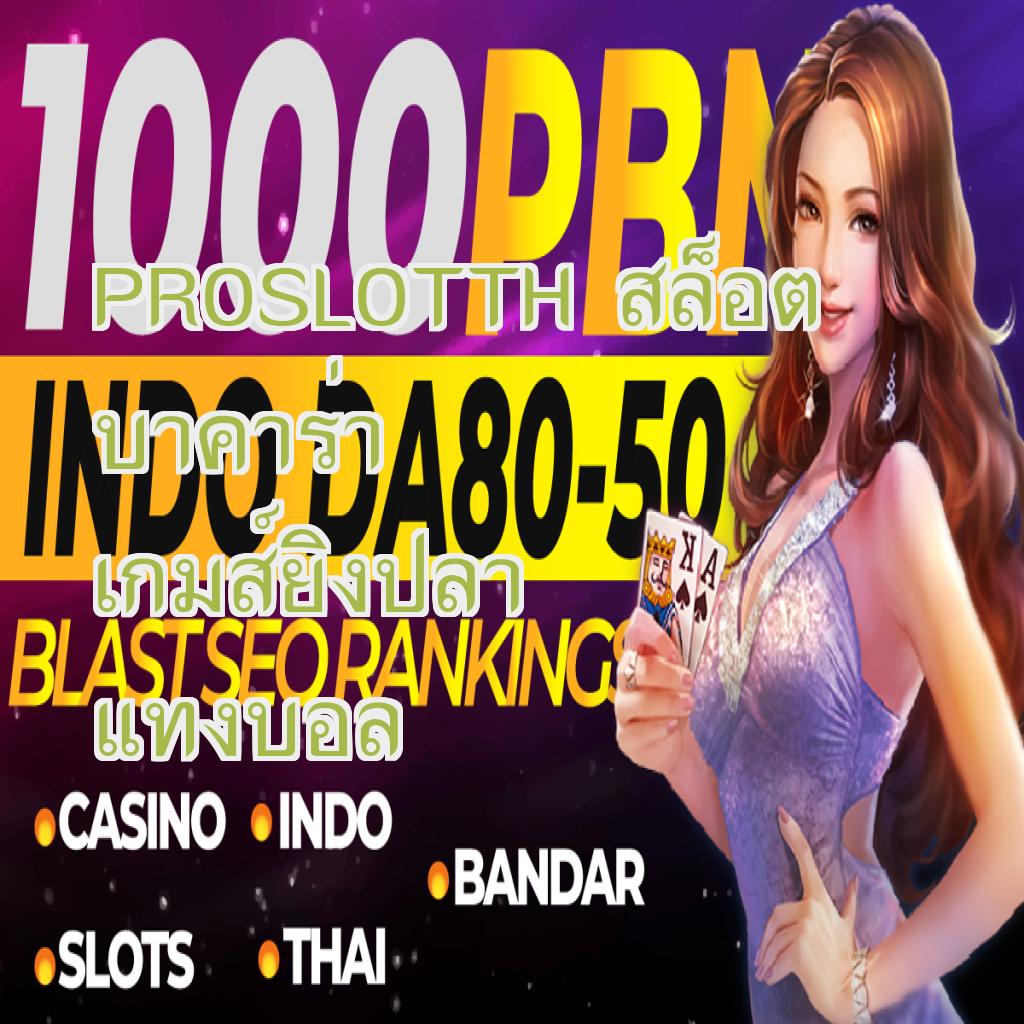 1000PBN
PROSLOTTH สล็อต
INDO DA80-50
บาคาร่า
เกมส์ยิงปลา
BLAST SEO RANKINGS
แทงบอล
CASINO
INDO
BANDAR
SLOTS
THAI
K A